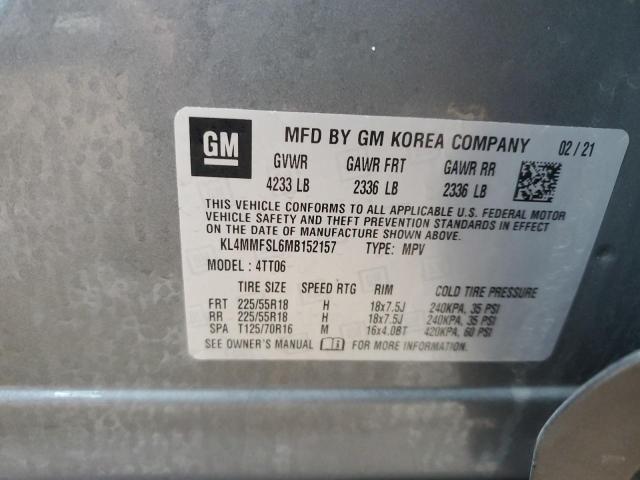 GM MFD BY GM KOREA COMPANY 02/21
GVWR GAWR FRT GAWR RR
4233 LB 2336 LB 2336 LB
THIS VEHICLE CONFORMS TO ALL APPLICABLE U.S. FEDERAL MOTOR
VEHICLE SAFETY AND THEFT PREVENTION STANDARDS IN EFFECT
ON THE DATE OF MANUFACTURE SHOWN ABOVE.
KL4MMFSL6MB152157 TYPE: MPV
MODEL : 4TT06
TIRE SIZE SPEED RTG RIM COLD TIRE PRESSURE
FRT 225/55R18 H 18x7.5J 240KPA, 35 PSI
RR 225/55R18 H 18x7.5J 240KPA, 35 PSI
SPA T125/70R16 M 16x4.0BT 420KPA, 60 PSI
SEE OWNER'S MANUAL FOR MORE INFORMATION.